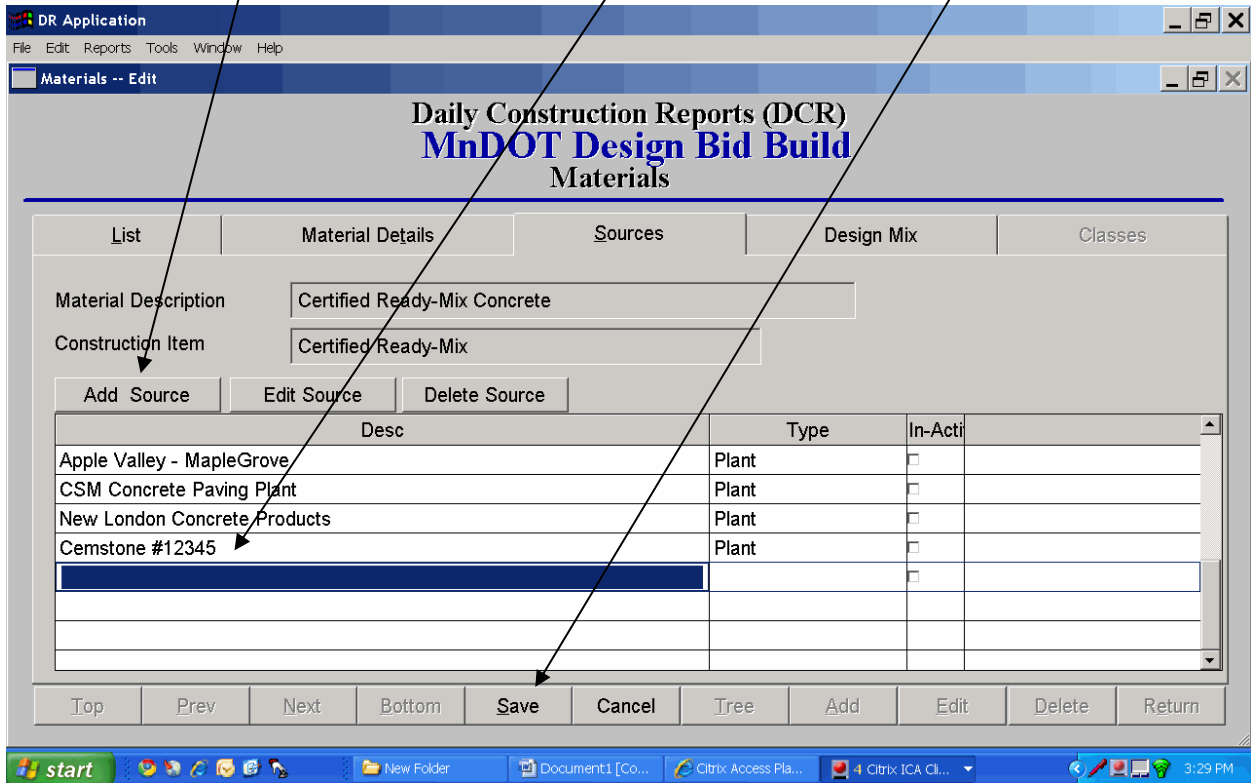 DR Application
File Edit Reports Tools Window Help
Materials -- Edit
Daily Construction Reports (DCR)
MnDOT Design Bid Build
Materials
List Material Details Sources Design Mix Classes
Material Description Certified Ready-Mix Concrete
Construction Item Certified Ready-Mix
Add Source Edit Source Delete Source
Desc Type In-Acti
Apple Valley - MapleGrove Plant
CSM Concrete Paving Plant Plant
New London Concrete Products Plant
Cemstone #12345 Plant
Top Prev Next Bottom Save Cancel Tree Add Edit Delete Return
start New Folder Document1 [Co... Citrix Access Pla... 4 Citrix ICA Cli... 3:29 PM